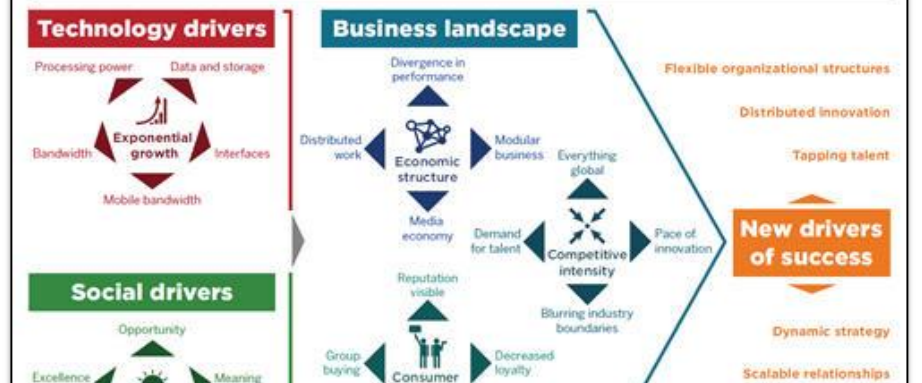 Technology drivers
Processing power
Data and storage
Exponential
growth
Bandwidth
Interfaces
Mobile bandwidth
Social drivers
Opportunity
Excellence
Meaning
Business landscape
Divergence in
performance
Distributed
work
Economic
structure
Modular
business
Media
economy
Everything
global
Demand
for talent
Competitive
intensity
Pace of
innovation
Blurring industry
boundaries
Reputation
visible
Group
buying
Consumer
Decreased
loyalty
Flexible organizational structures
Distributed innovation
Tapping talent
New drivers
of success
Dynamic strategy
Scalable relationships